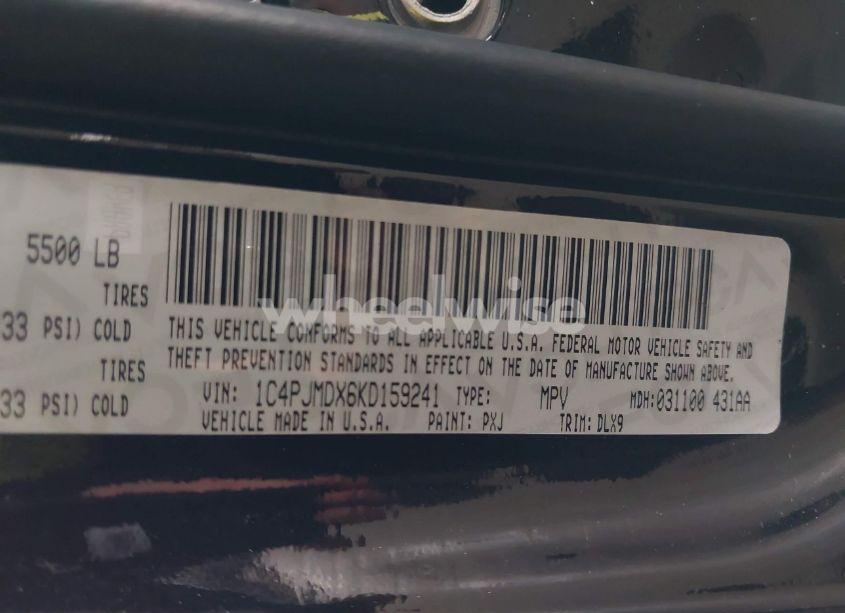 5500 LB
TIRES
33 PSI) COLD
TIRES
33 PSI) COLD
wheelwise
THIS VEHICLE CONFORMS TO ALL APPLICABLE U.S.A. FEDERAL MOTOR VEHICLE SAFETY AND
THEFT PREVENTION STANDARDS IN EFFECT ON THE DATE OF MANUFACTURE SHOWN ABOVE.
VIN: 1C4PJMDX6KD159241 TYPE: MPV MDH:031100 431AA
VEHICLE MADE IN U.S.A. PAINT: PXJ TRIM: DLX9